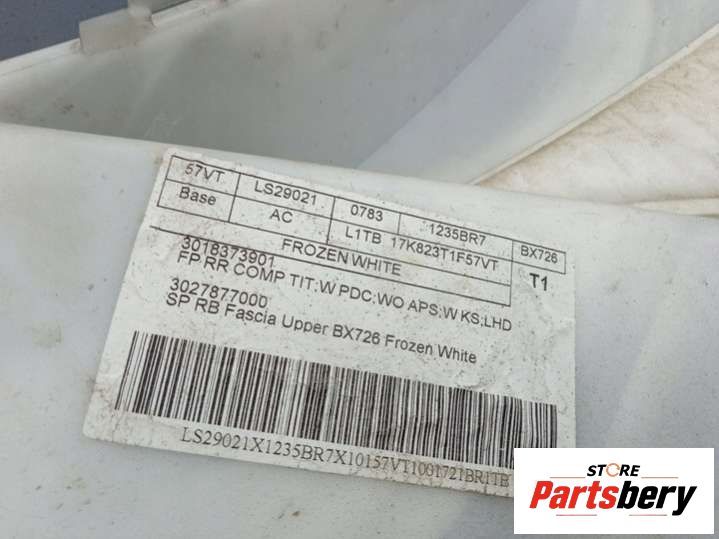 57VT LS29021 0783 1235BR7 BX726
Base AC L1TB 17K823T1F57VT
FROZEN WHITE T1
3018373901
FP RR COMP TIT;W PDC;WO APS;W KS;LHD
3027877000
SP RB Fascia Upper BX726 Frozen White
LS29021X1235BR7X10157VT1001721BR1TB
STORE
Partsbery